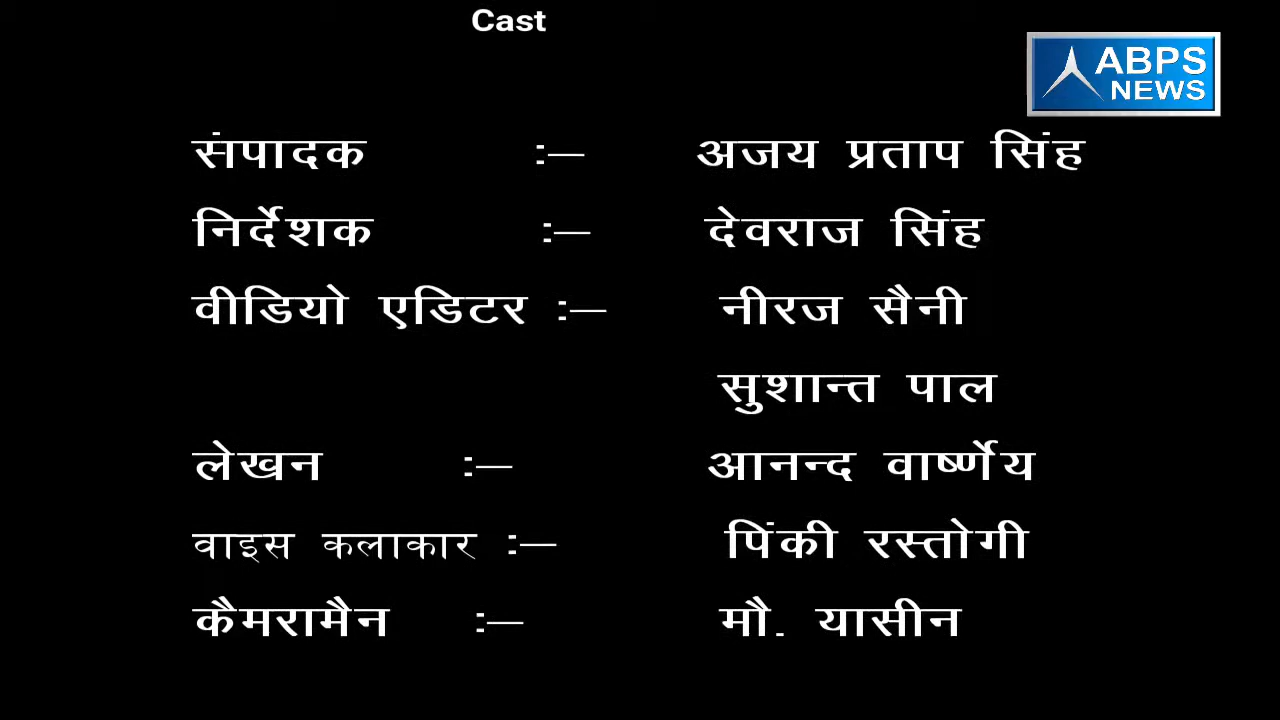 Cast
ABPS
NEWS
संपादक :— अजय प्रताप सिंह
निर्देशक :— देवराज सिंह
वीडियो एडिटर :— नीरज सैनी
सुशान्त पाल
लेखन :— आनन्द वार्ष्णेय
वाइस कलाकार :— पिंकी रस्तोगी
कैमरामैन :— मौ. यासीन